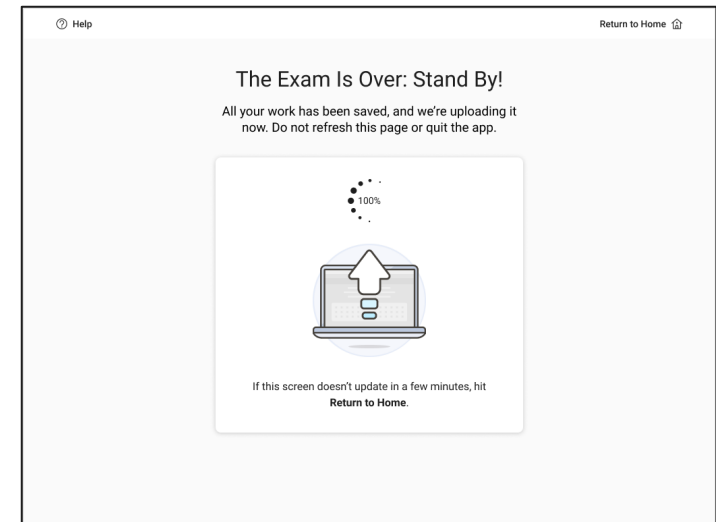 Help
Return to Home
The Exam Is Over: Stand By!
All your work has been saved, and we’re uploading it
now. Do not refresh this page or quit the app.
100%
If this screen doesn’t update in a few minutes, hit
Return to Home.